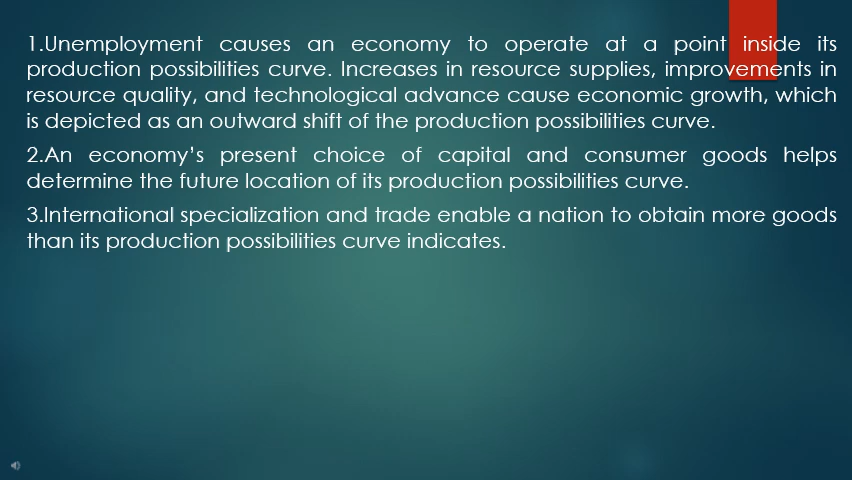 1.Unemployment causes an economy to operate at a point inside its
production possibilities curve. Increases in resource supplies, improvements in
resource quality, and technological advance cause economic growth, which
is depicted as an outward shift of the production possibilities curve.
2.An economy’s present choice of capital and consumer goods helps
determine the future location of its production possibilities curve.
3.International specialization and trade enable a nation to obtain more goods
than its production possibilities curve indicates.